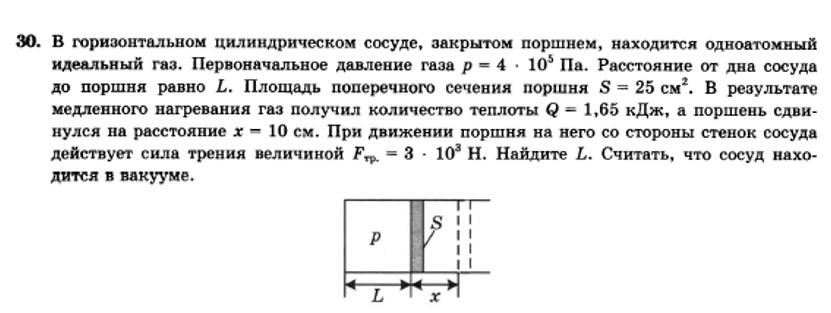 30. В горизонтальном цилиндрическом сосуде, закрытом поршнем, находится одноатомный
идеальный газ. Первоначальное давление газа p = 4 · 10⁵ Па. Расстояние от дна сосуда
до поршня равно L. Площадь поперечного сечения поршня S = 25 см². В результате
медленного нагревания газ получил количество теплоты Q = 1,65 кДж, а поршень сдви-
нулся на расстояние x = 10 см. При движении поршня на него со стороны стенок сосуда
действует сила трения величиной Fтр. = 3 · 10³ Н. Найдите L. Считать, что сосуд нахо-
дится в вакууме.
p
S
L
x